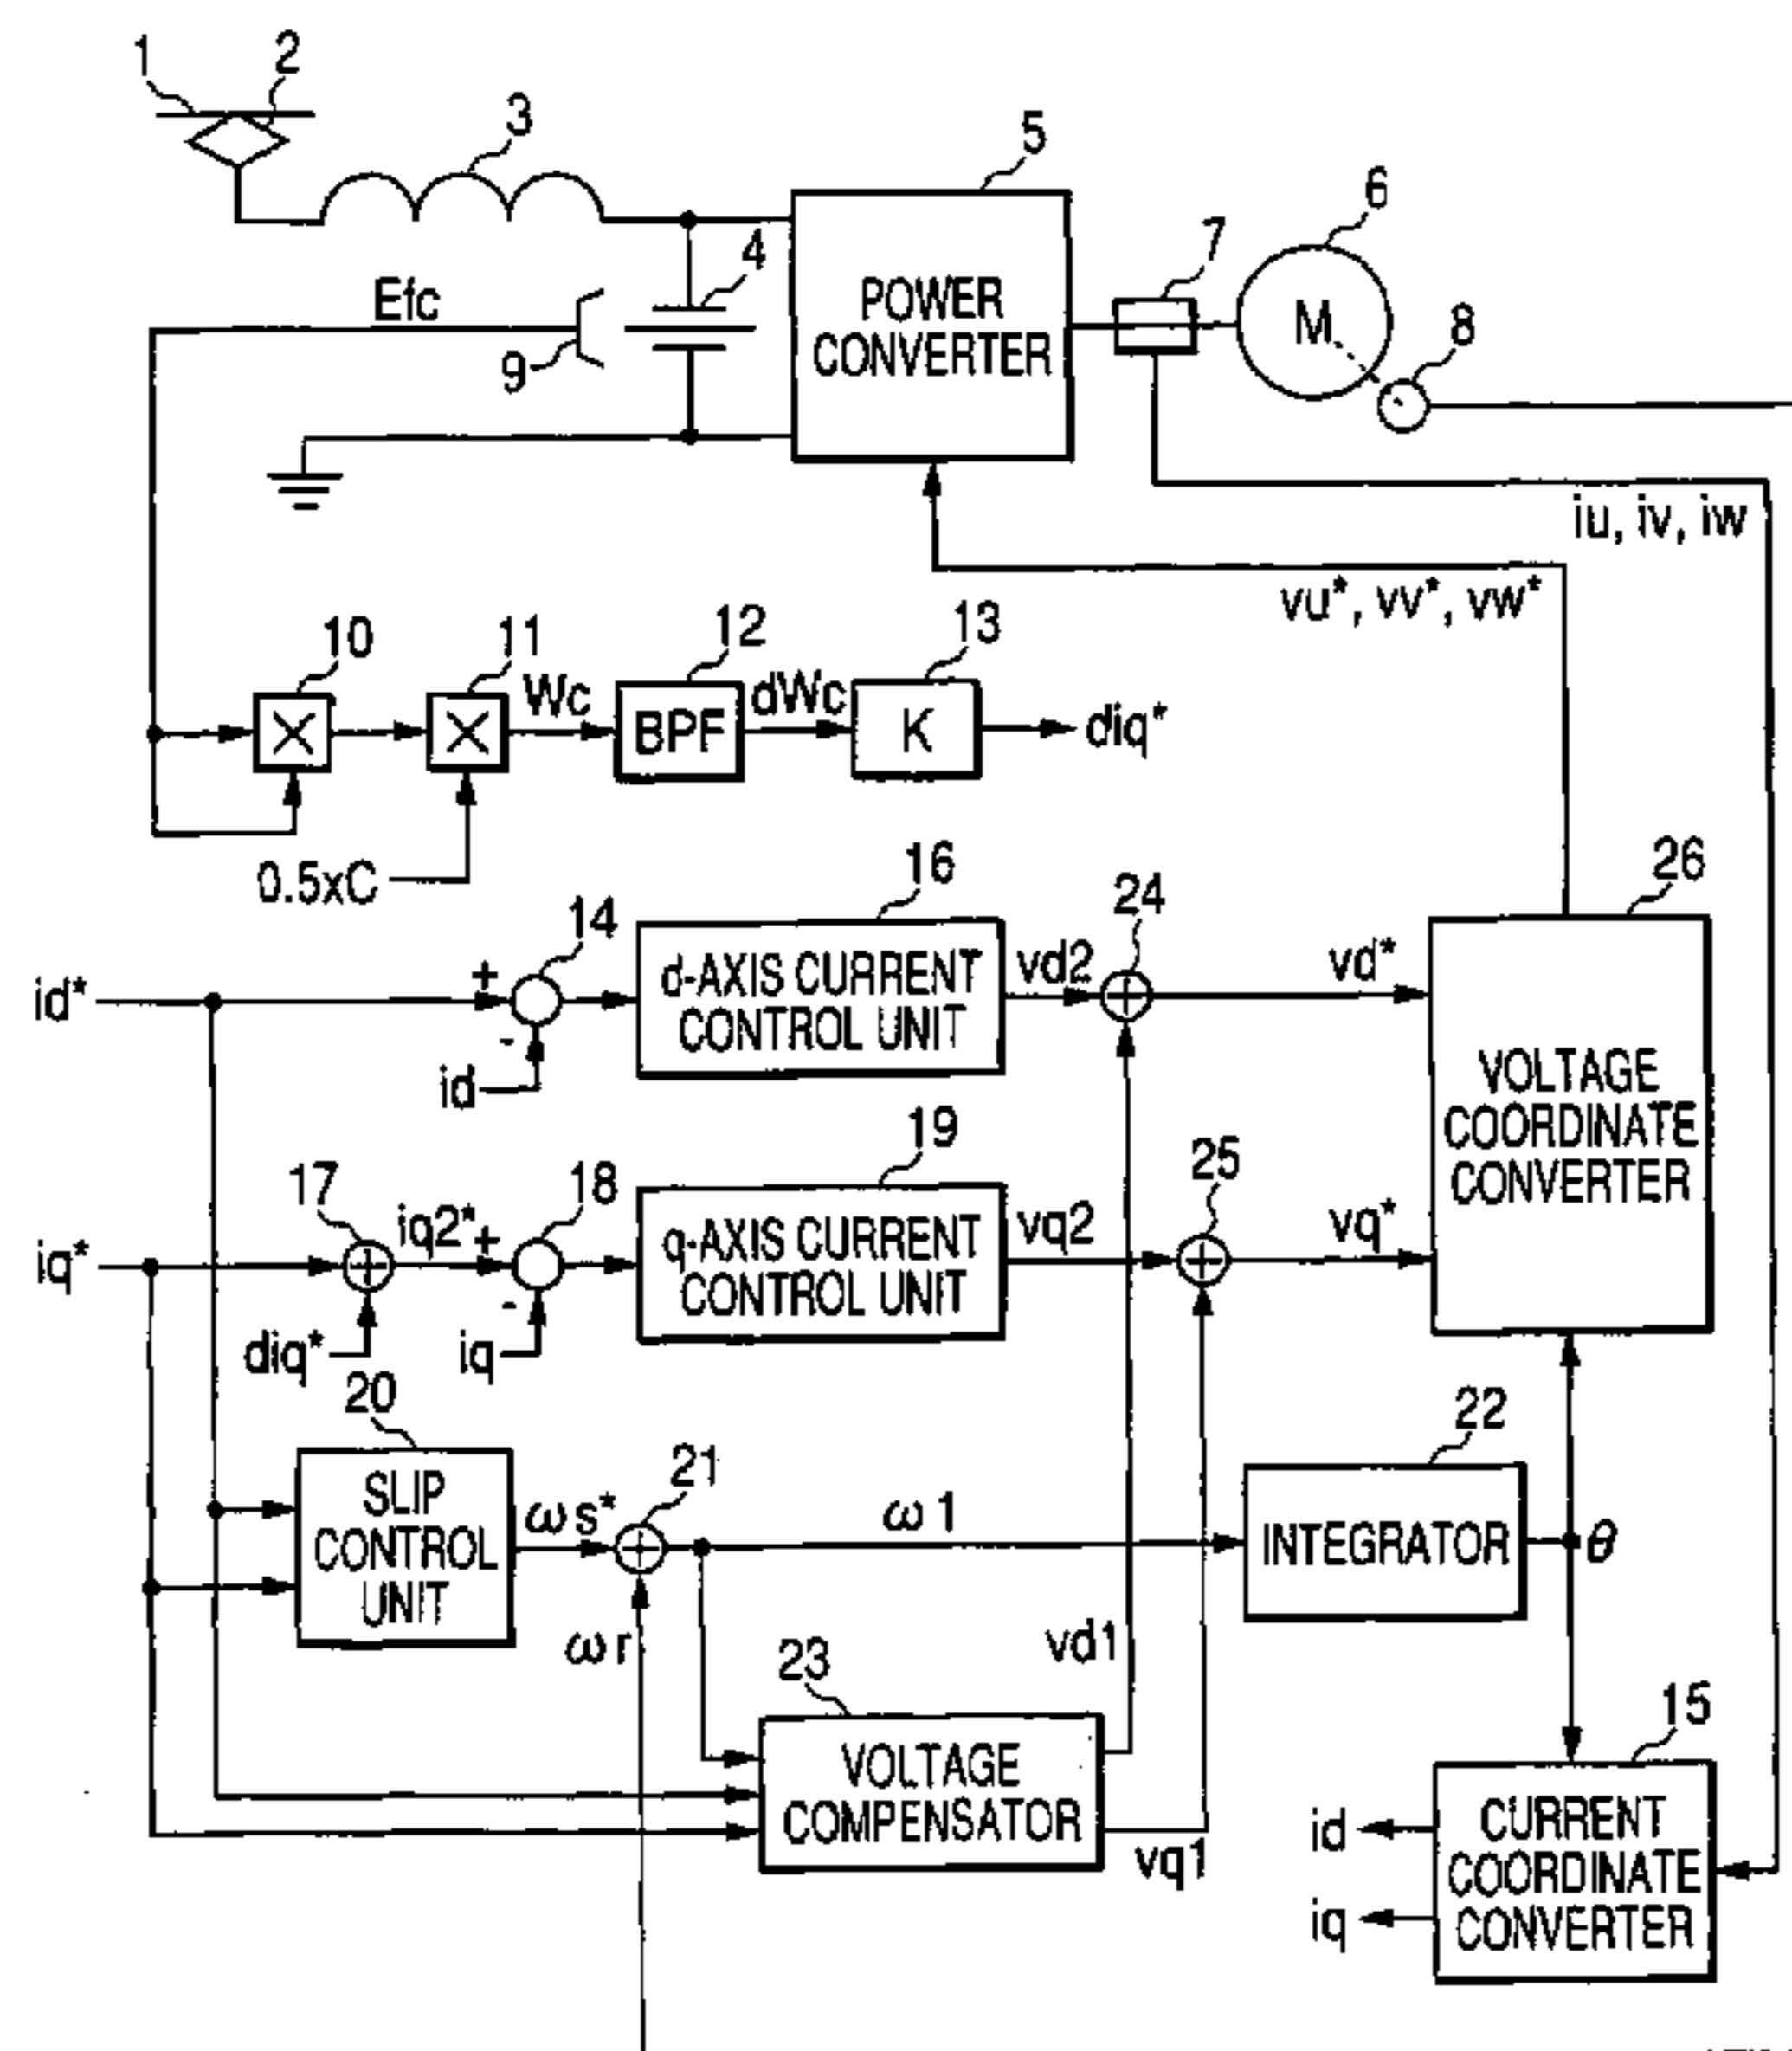 1
2
3
5
6
7
4
8
Efc
9
POWER
CONVERTER
M
iu, iv, iw
vu*, vv*, vw*
10
11
12
13
Wc
dWc
X
X
BPF
K
diq*
0.5xC
14
16
24
26
id*
+
-
id
d-AXIS CURRENT
CONTROL UNIT
vd2
vd*
VOLTAGE
COORDINATE
CONVERTER
17
18
19
25
iq*
iq2*
+
-
diq*
iq
q-AXIS CURRENT
CONTROL UNIT
vq2
vq*
20
21
22
SLIP
CONTROL
UNIT
ωs*
ω1
INTEGRATOR
θ
ωr
23
vd1
15
VOLTAGE
COMPENSATOR
vq1
id
iq
CURRENT
COORDINATE
CONVERTER